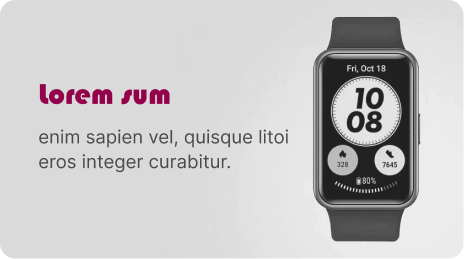 Lorem sum
enim sapien vel, quisque litoi
eros integer curabitur.
Fri, Oct 18
10
08
328
7645
80%